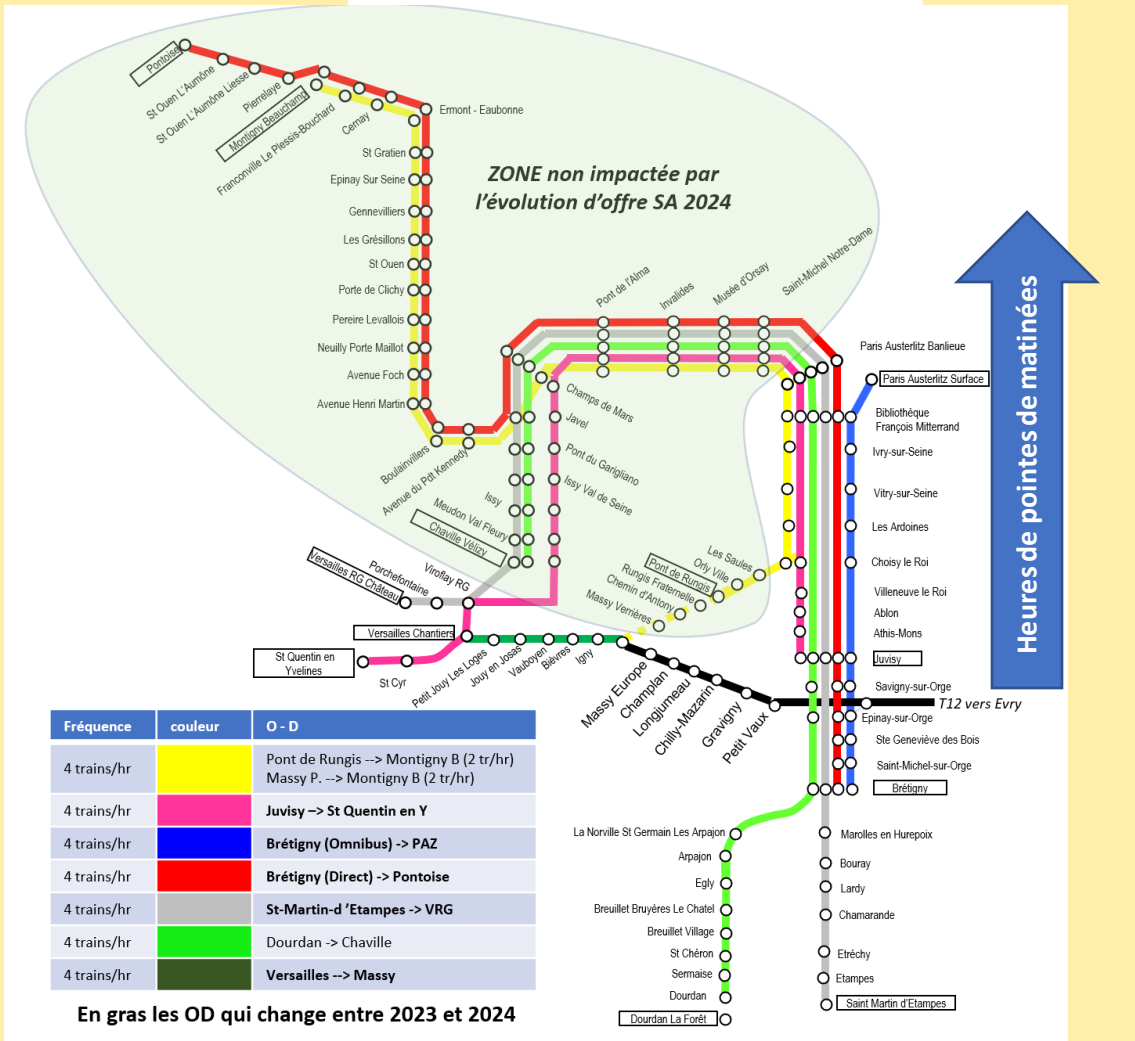 Pontoise
St Ouen L'Aumône
St Ouen L'Aumône Liesse
Pierrelaye
Montigny Beauchamp
Franconville Le Plessis-Bouchard
Cernay
Ermont - Eaubonne
St Gratien
Epinay Sur Seine
Gennevilliers
Les Grésillons
St Ouen
Porte de Clichy
Pereire Levallois
Neuilly Porte Maillot
Avenue Foch
Avenue Henri Martin
Boulainvilliers
Avenue du Pdt Kennedy
ZONE non impactée par
l'évolution d'offre SA 2024
Pont de l'Alma
Invalides
Musée d'Orsay
Saint-Michel Notre-Dame
Paris Austerlitz Banlieue
Paris Austerlitz Surface
Bibliothèque
François Mitterrand
Ivry-sur-Seine
Vitry-sur-Seine
Les Ardoines
Choisy le Roi
Villeneuve le Roi
Ablon
Athis-Mons
Juvisy
Savigny-sur-Orge
T12 vers Evry
Epinay-sur-Orge
Ste Geneviève des Bois
Saint-Michel-sur-Orge
Brétigny
Heures de pointes de matinées
Champs de Mars
Javel
Pont du Garigliano
Issy Val de Seine
Issy
Meudon Val Fleury
Chaville Vélizy
Viroflay RG
Porchefontaine
Versailles RG Château
Versailles Chantiers
St Quentin en
Yvelines
St Cyr
Petit Jouy Les Loges
Jouy en Josas
Vauboyen
Bièvres
Igny
Les Saules
Orly Ville
Pont de Rungis
Rungis Fraternelle
Chemin d'Antony
Massy Verrières
Massy Europe
Champlan
Longjumeau
Chilly-Mazarin
Gravigny
Petit Vaux
La Norville St Germain Les Arpajon
Arpajon
Egly
Breuillet Bruyères Le Chatel
Breuillet Village
St Chéron
Sermaise
Dourdan
Dourdan La Forêt
Marolles en Hurepoix
Bouray
Lardy
Chamarande
Etréchy
Etampes
Saint Martin d'Etampes
Fréquence couleur O - D
4 trains/hr Pont de Rungis --> Montigny B (2 tr/hr)
Massy P. --> Montigny B (2 tr/hr)
4 trains/hr Juvisy –> St Quentin en Y
4 trains/hr Brétigny (Omnibus) -> PAZ
4 trains/hr Brétigny (Direct) -> Pontoise
4 trains/hr St-Martin-d 'Etampes -> VRG
4 trains/hr Dourdan -> Chaville
4 trains/hr Versailles --> Massy
En gras les OD qui change entre 2023 et 2024